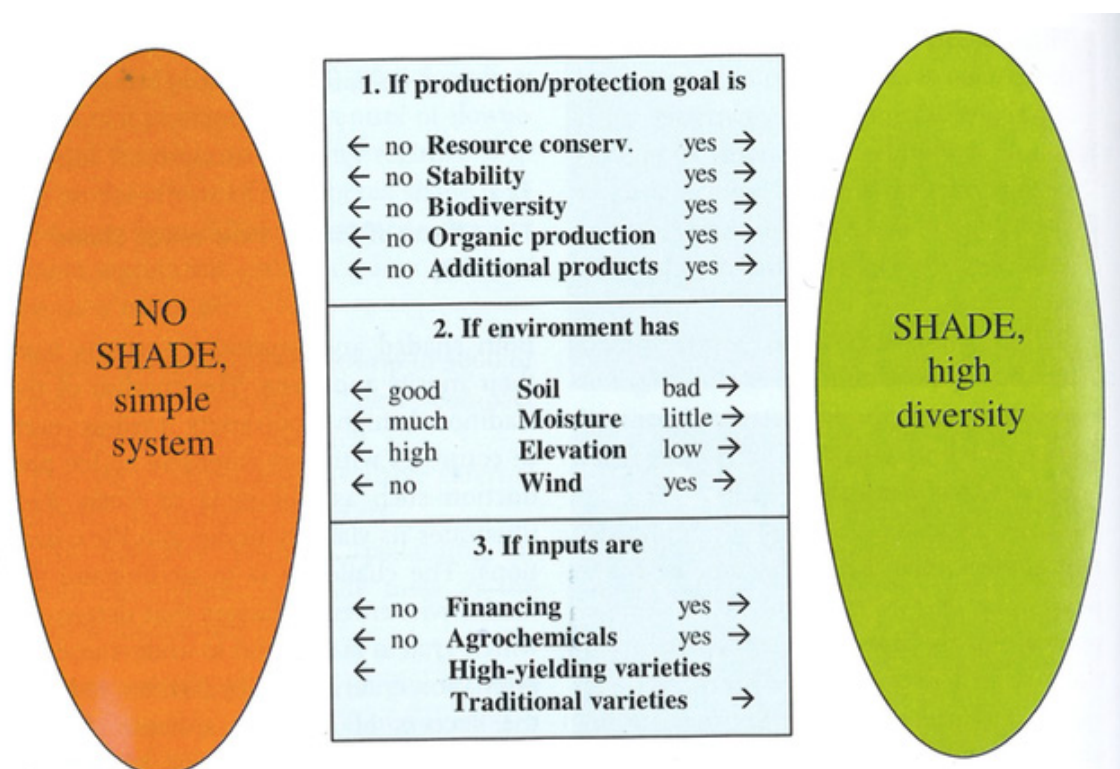 NO
SHADE,
simple
system
1. If production/protection goal is
← no Resource conserv. yes →
← no Stability yes →
← no Biodiversity yes →
← no Organic production yes →
← no Additional products yes →
2. If environment has
← good Soil bad →
← much Moisture little →
← high Elevation low →
← no Wind yes →
3. If inputs are
← no Financing yes →
← no Agrochemicals yes →
← High-yielding varieties
Traditional varieties →
SHADE,
high
diversity